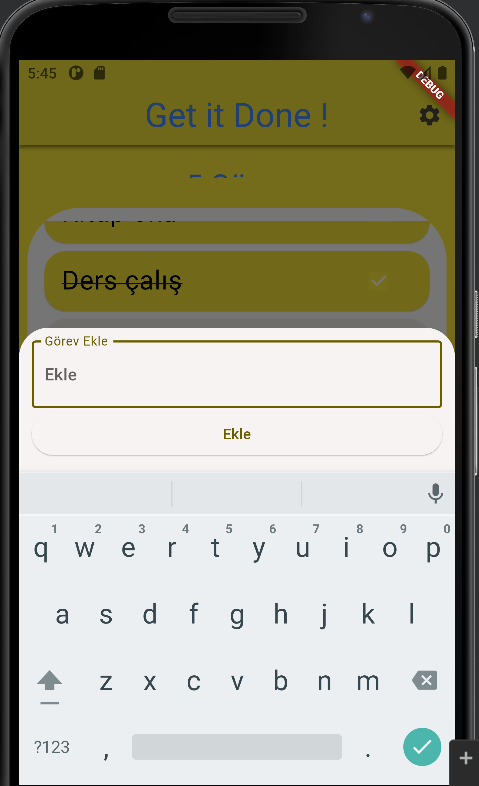 5:45
DEBUG
Get it Done !
Ders çalış
Görev Ekle
Ekle
Ekle
1 2 3 4 5 6 7 8 9 0
q w e r t y u i o p
a s d f g h j k l
z x c v b n m
?123 , .